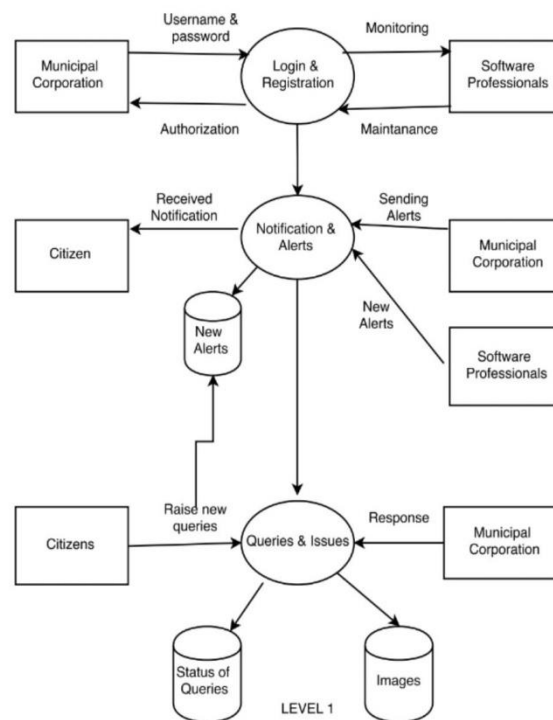 Username &
password
Monitoring
Municipal
Corporation
Login &
Registration
Software
Professionals
Authorization
Maintanance
Received
Notification
Sending
Alerts
Citizen
Notification &
Alerts
Municipal
Corporation
New
Alerts
New
Alerts
Software
Professionals
Raise new
queries
Response
Citizens
Queries & Issues
Municipal
Corporation
Status of
Queries
Images
LEVEL 1